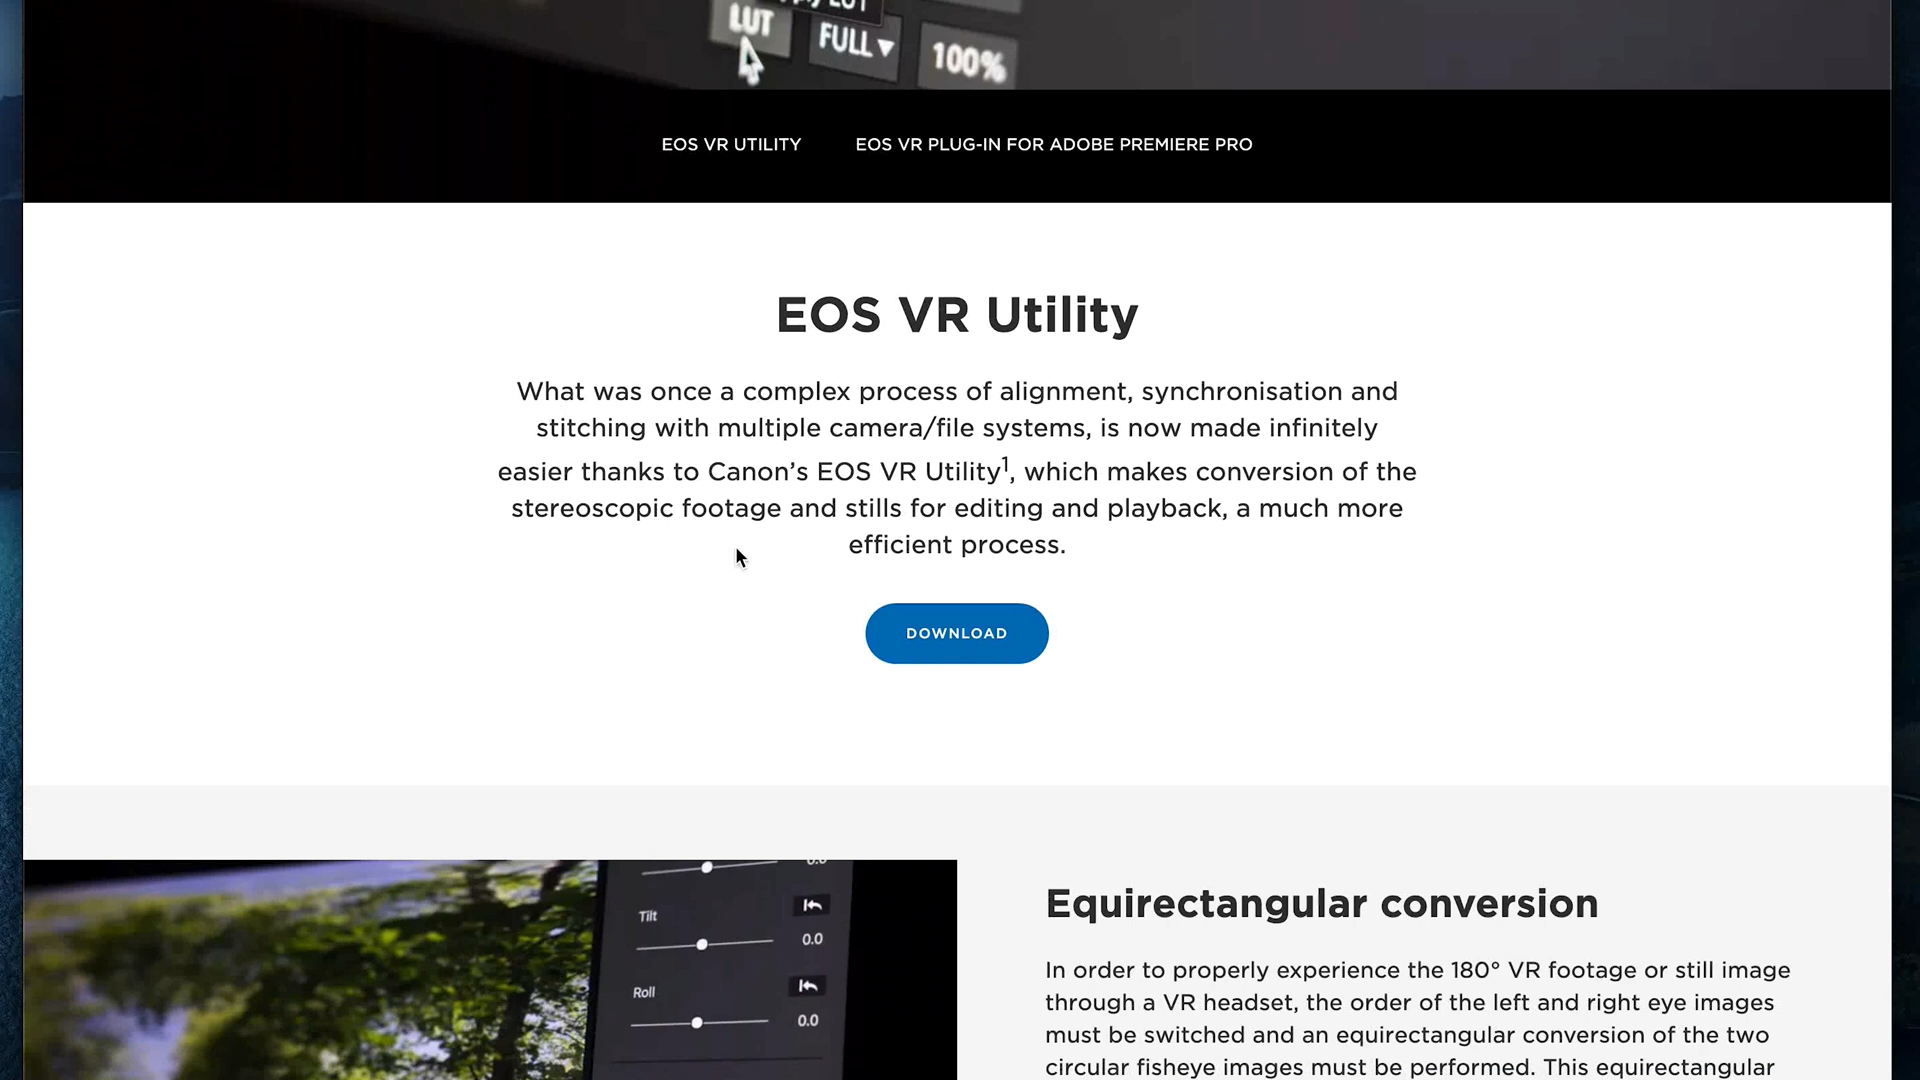 LUT
FULL
100%
EOS VR UTILITY EOS VR PLUG-IN FOR ADOBE PREMIERE PRO
EOS VR Utility
What was once a complex process of alignment, synchronisation and
stitching with multiple camera/file systems, is now made infinitely
easier thanks to Canon’s EOS VR Utility¹, which makes conversion of the
stereoscopic footage and stills for editing and playback, a much more
efficient process.
DOWNLOAD
Tilt
0.0
Roll
0.0
Equirectangular conversion
In order to properly experience the 180° VR footage or still image
through a VR headset, the order of the left and right eye images
must be switched and an equirectangular conversion of the two
circular fisheye images must be performed. This equirectangular